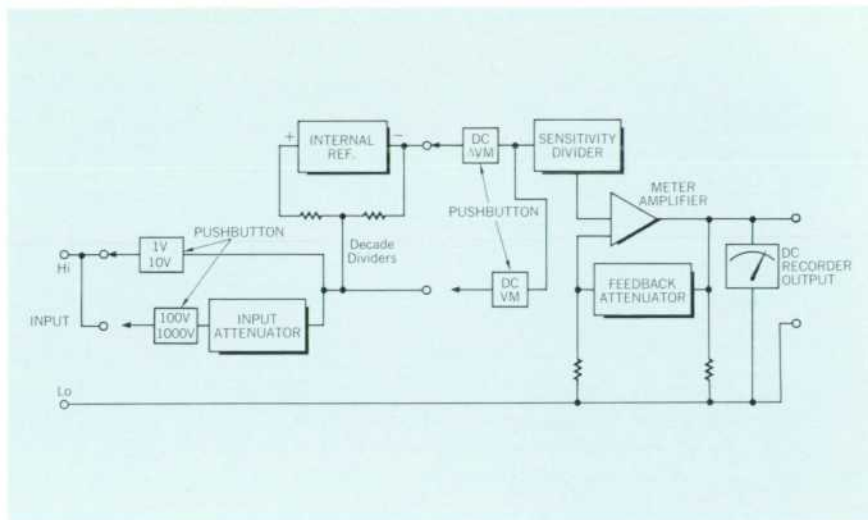 +
INTERNAL
REF.
−
DC
ΔVM
SENSITIVITY
DIVIDER
METER
AMPLIFIER
PUSHBUTTON
PUSHBUTTON
1V
10V
Hi
Decade
Dividers
DC
VM
FEEDBACK
ATTENUATOR
DC
RECORDER
OUTPUT
INPUT
100V
1000V
INPUT
ATTENUATOR
Lo